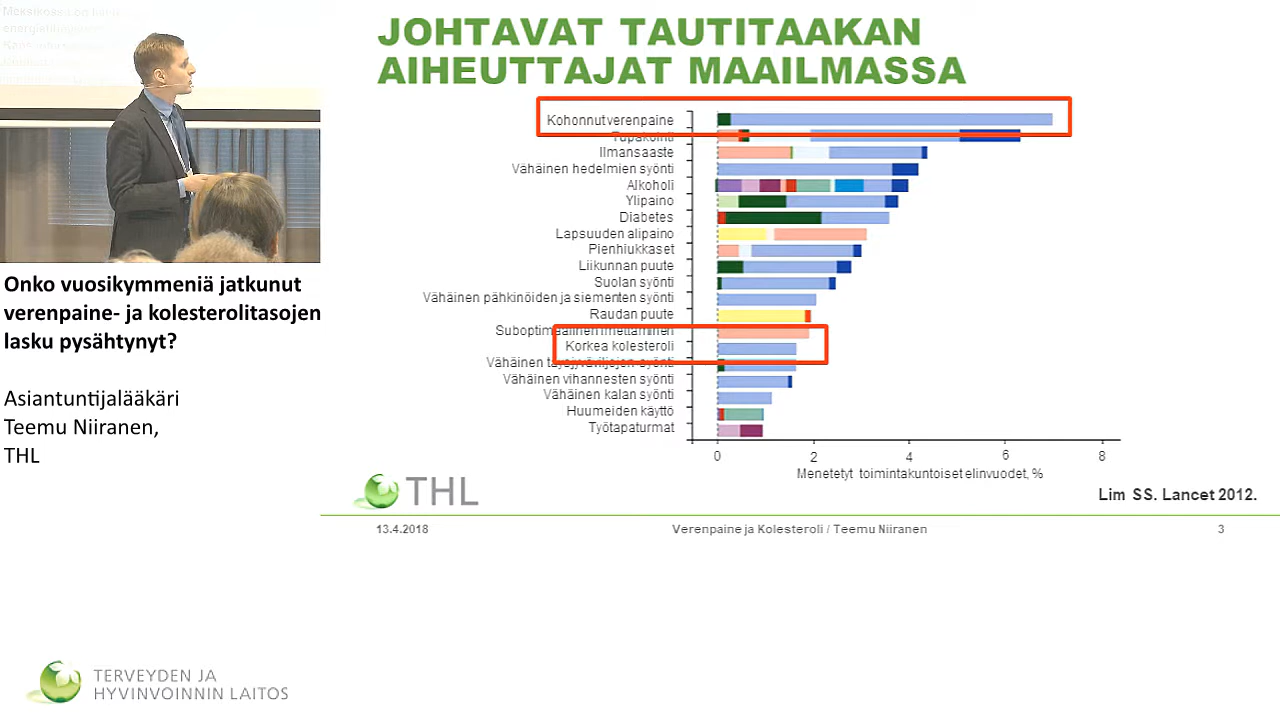 JOHTAVAT TAUTITAAKAN
AIHEUTTAJAT MAAILMASSA
Kohonnut verenpaine
Tupakointi
Ilmansaaste
Vähäinen hedelmien syönti
Alkoholi
Ylipaino
Diabetes
Lapsuuden alipaino
Pienhiukkaset
Liikunnan puute
Suolan syönti
Vähäinen pähkinöiden ja siementen syönti
Raudan puute
Suboptimaalinen imettäminen
Korkea kolesteroli
Vähäinen täysjyväviljojen syönti
Vähäinen vihannesten syönti
Vähäinen kalan syönti
Huumeiden käyttö
Työtapaturmat
0 2 4 6 8
Menetetyt toimintakuntoiset elinvuodet, %
THL
Lim SS. Lancet 2012.
13.4.2018 Verenpaine ja Kolesteroli / Teemu Niiranen 3
Onko vuosikymmeniä jatkunut
verenpaine- ja kolesterolitasojen
lasku pysähtynyt?
Asiantuntijalääkäri
Teemu Niiranen,
THL
TERVEYDEN JA
HYVINVOINNIN LAITOS